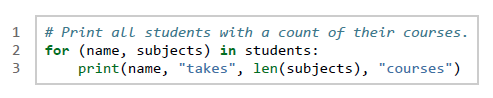 1 # Print all students with a count of their courses.
2 for (name, subjects) in students:
3     print(name, "takes", len(subjects), "courses")